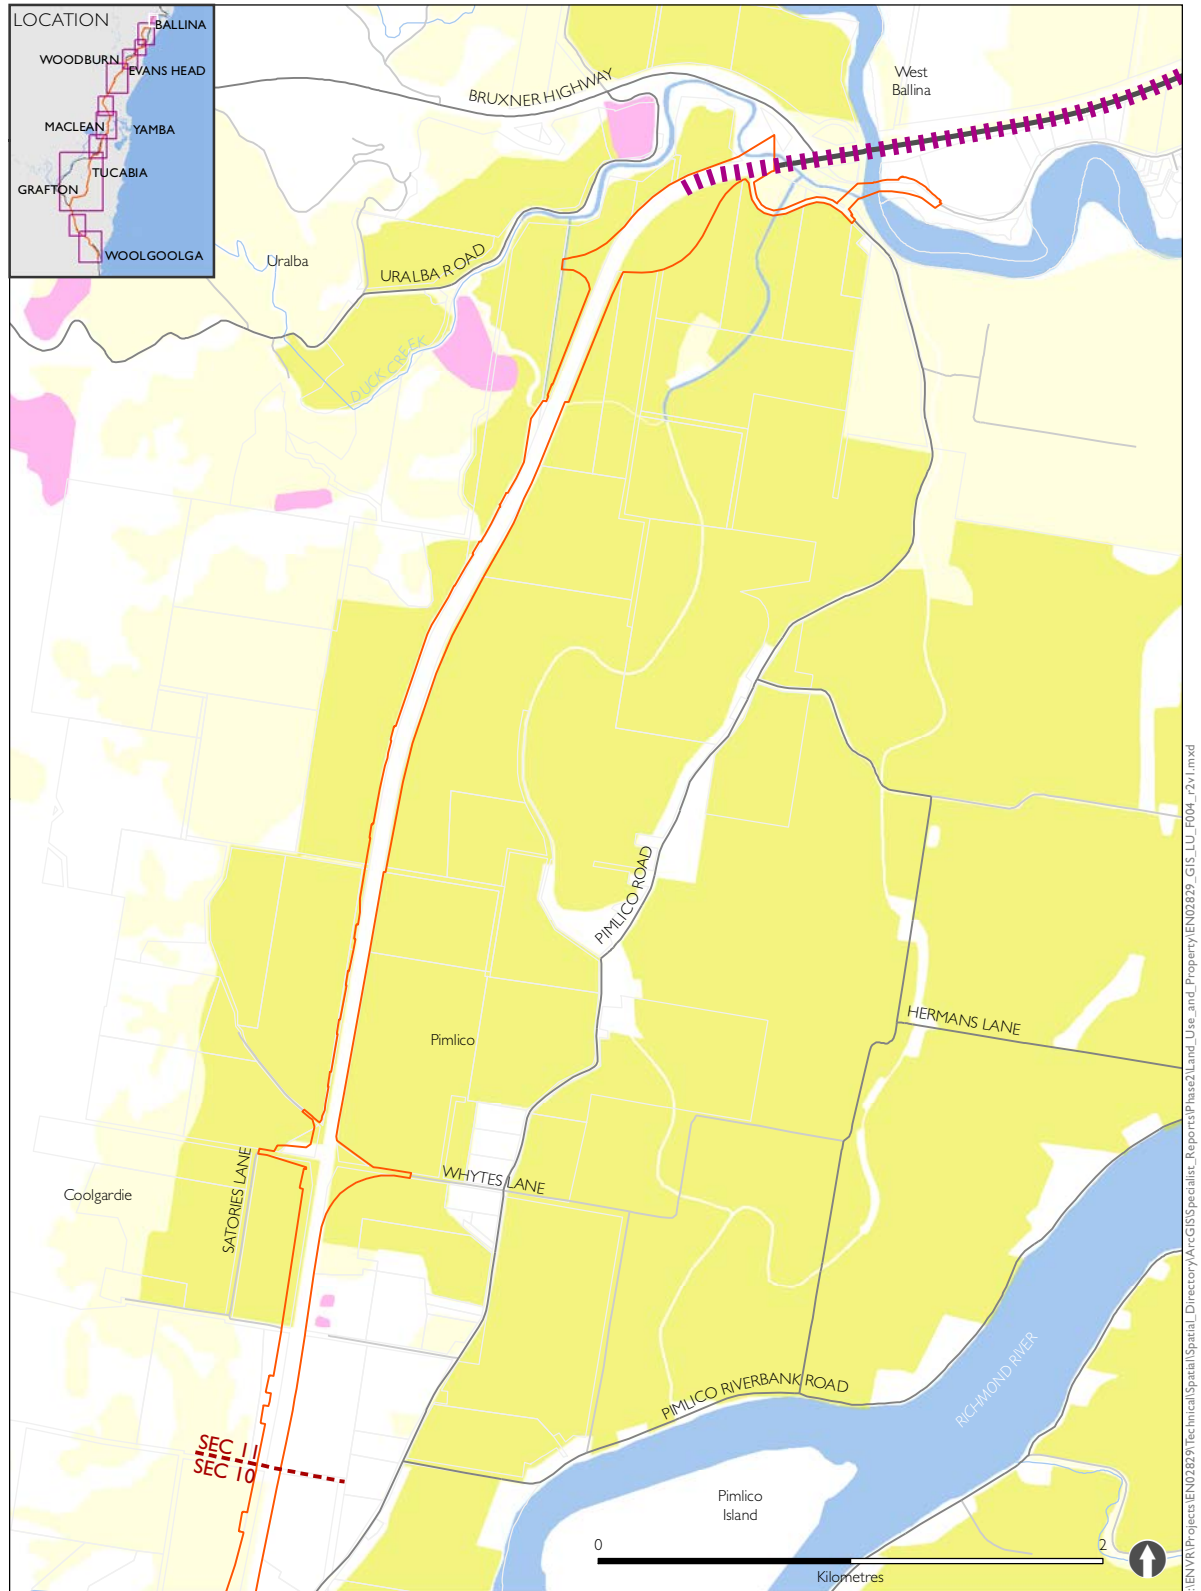 LOCATION
BALLINA
WOODBURN
EVANS HEAD
MACLEAN
YAMBA
TUCABIA
GRAFTON
WOOLGOOLGA
BRUXNER HIGHWAY
West
Ballina
Uralba
URALBA ROAD
DUCK CREEK
PIMLICO ROAD
HERMANS LANE
Pimlico
WHYTES LANE
SATORIES LANE
Coolgardie
PIMLICO RIVERBANK ROAD
RICHMOND RIVER
SEC 11
SEC 10
Pimlico
Island
0
2
Kilometres
I:\ENVR\Projects\EN02829\Technical\Spatial\Spatial_Directory\ArcGIS\Specialist_Reports\Phase2\Land_Use_and_Property\EN02829_GIS_LU_F004_r2v1.mxd